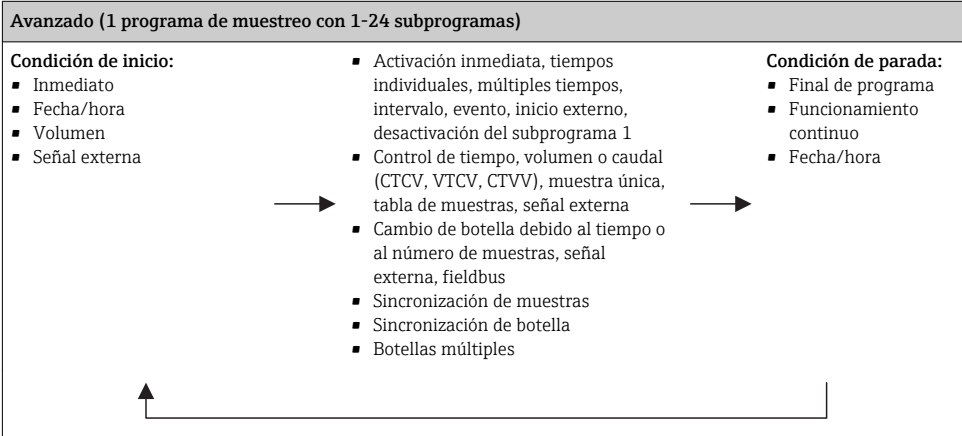 Avanzado (1 programa de muestreo con 1-24 subprogramas)
Condición de inicio:
▪ Inmediato
▪ Fecha/hora
▪ Volumen
▪ Señal externa
▪ Activación inmediata, tiempos
individuales, múltiples tiempos,
intervalo, evento, inicio externo,
desactivación del subprograma 1
▪ Control de tiempo, volumen o caudal
(CTCV, VTCV, CTVV), muestra única,
tabla de muestras, señal externa
▪ Cambio de botella debido al tiempo o
al número de muestras, señal
externa, fieldbus
▪ Sincronización de muestras
▪ Sincronización de botella
▪ Botellas múltiples
Condición de parada:
▪ Final de programa
▪ Funcionamiento
continuo
▪ Fecha/hora